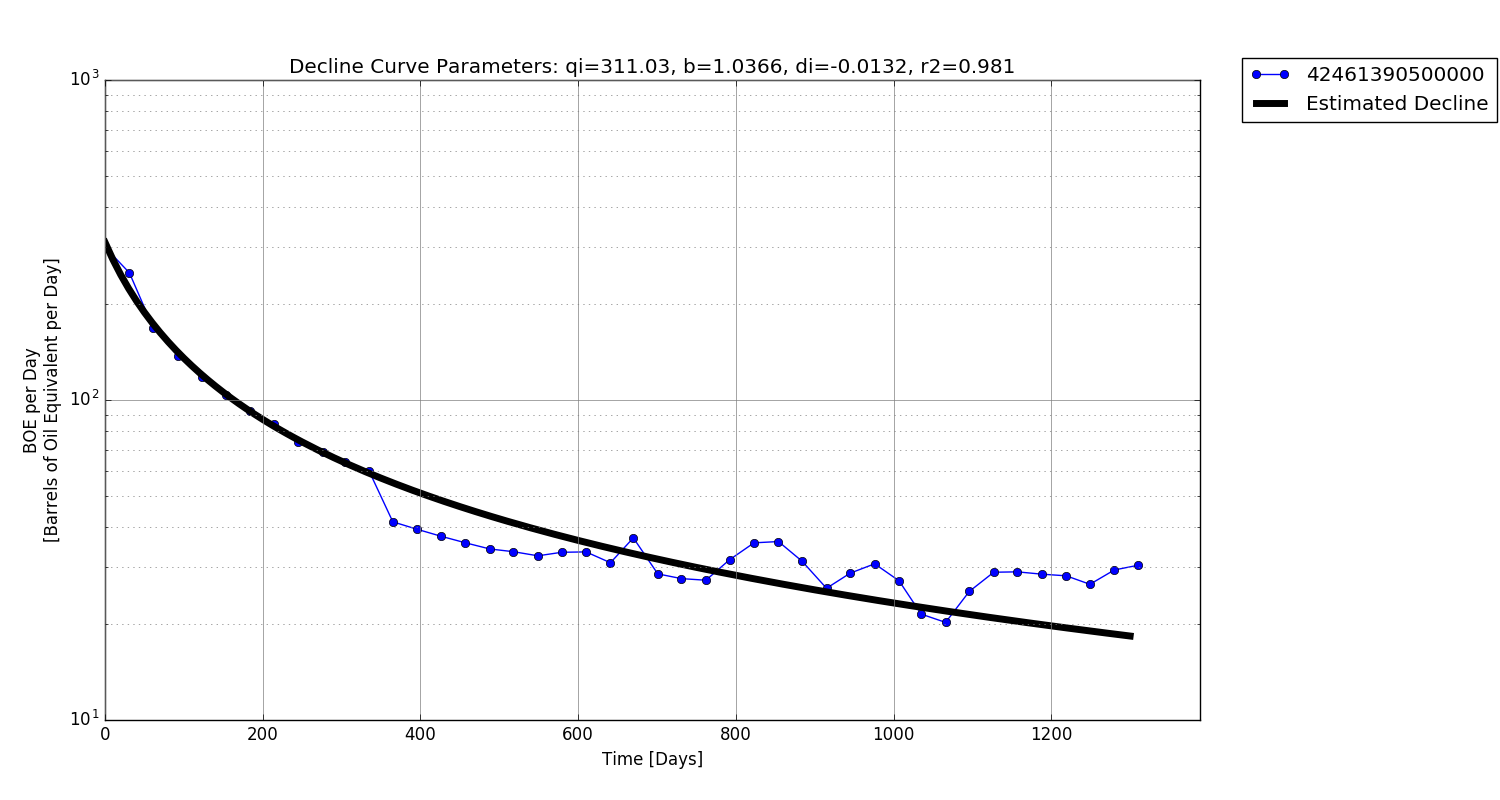 Decline Curve Parameters: qi=311.03, b=1.0366, di=-0.0132, r2=0.981
42461390500000
Estimated Decline
10³
10²
10¹
BOE per Day
[Barrels of Oil Equivalent per Day]
0 200 400 600 800 1000 1200
Time [Days]